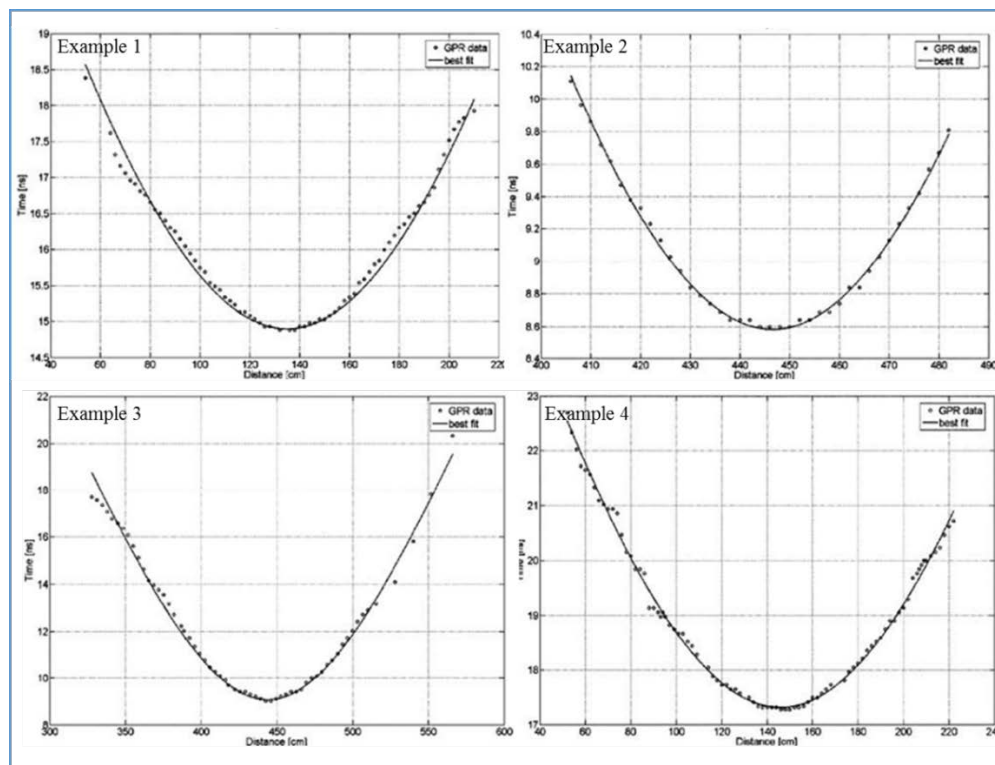 Example 1
GPR data
best fit
19
18.5
18
17.5
17
16.5
16
15.5
15
14.5
Time [ns]
40 60 80 100 120 140 160 180 200
Distance [cm]
Example 2
GPR data
best fit
10.4
10.2
10
9.8
9.6
9.4
9.2
9
8.8
8.6
8.4
Time [ns]
400 410 420 430 440 450 460 470 480 490
Distance [cm]
Example 3
GPR data
best fit
22
20
18
16
14
12
10
8
Time [ns]
300 350 400 450 500 550 600
Distance [cm]
Example 4
GPR data
best fit
23
22
21
20
19
18
17
40 60 80 100 120 140 160 180 200 220
Distance [cm]